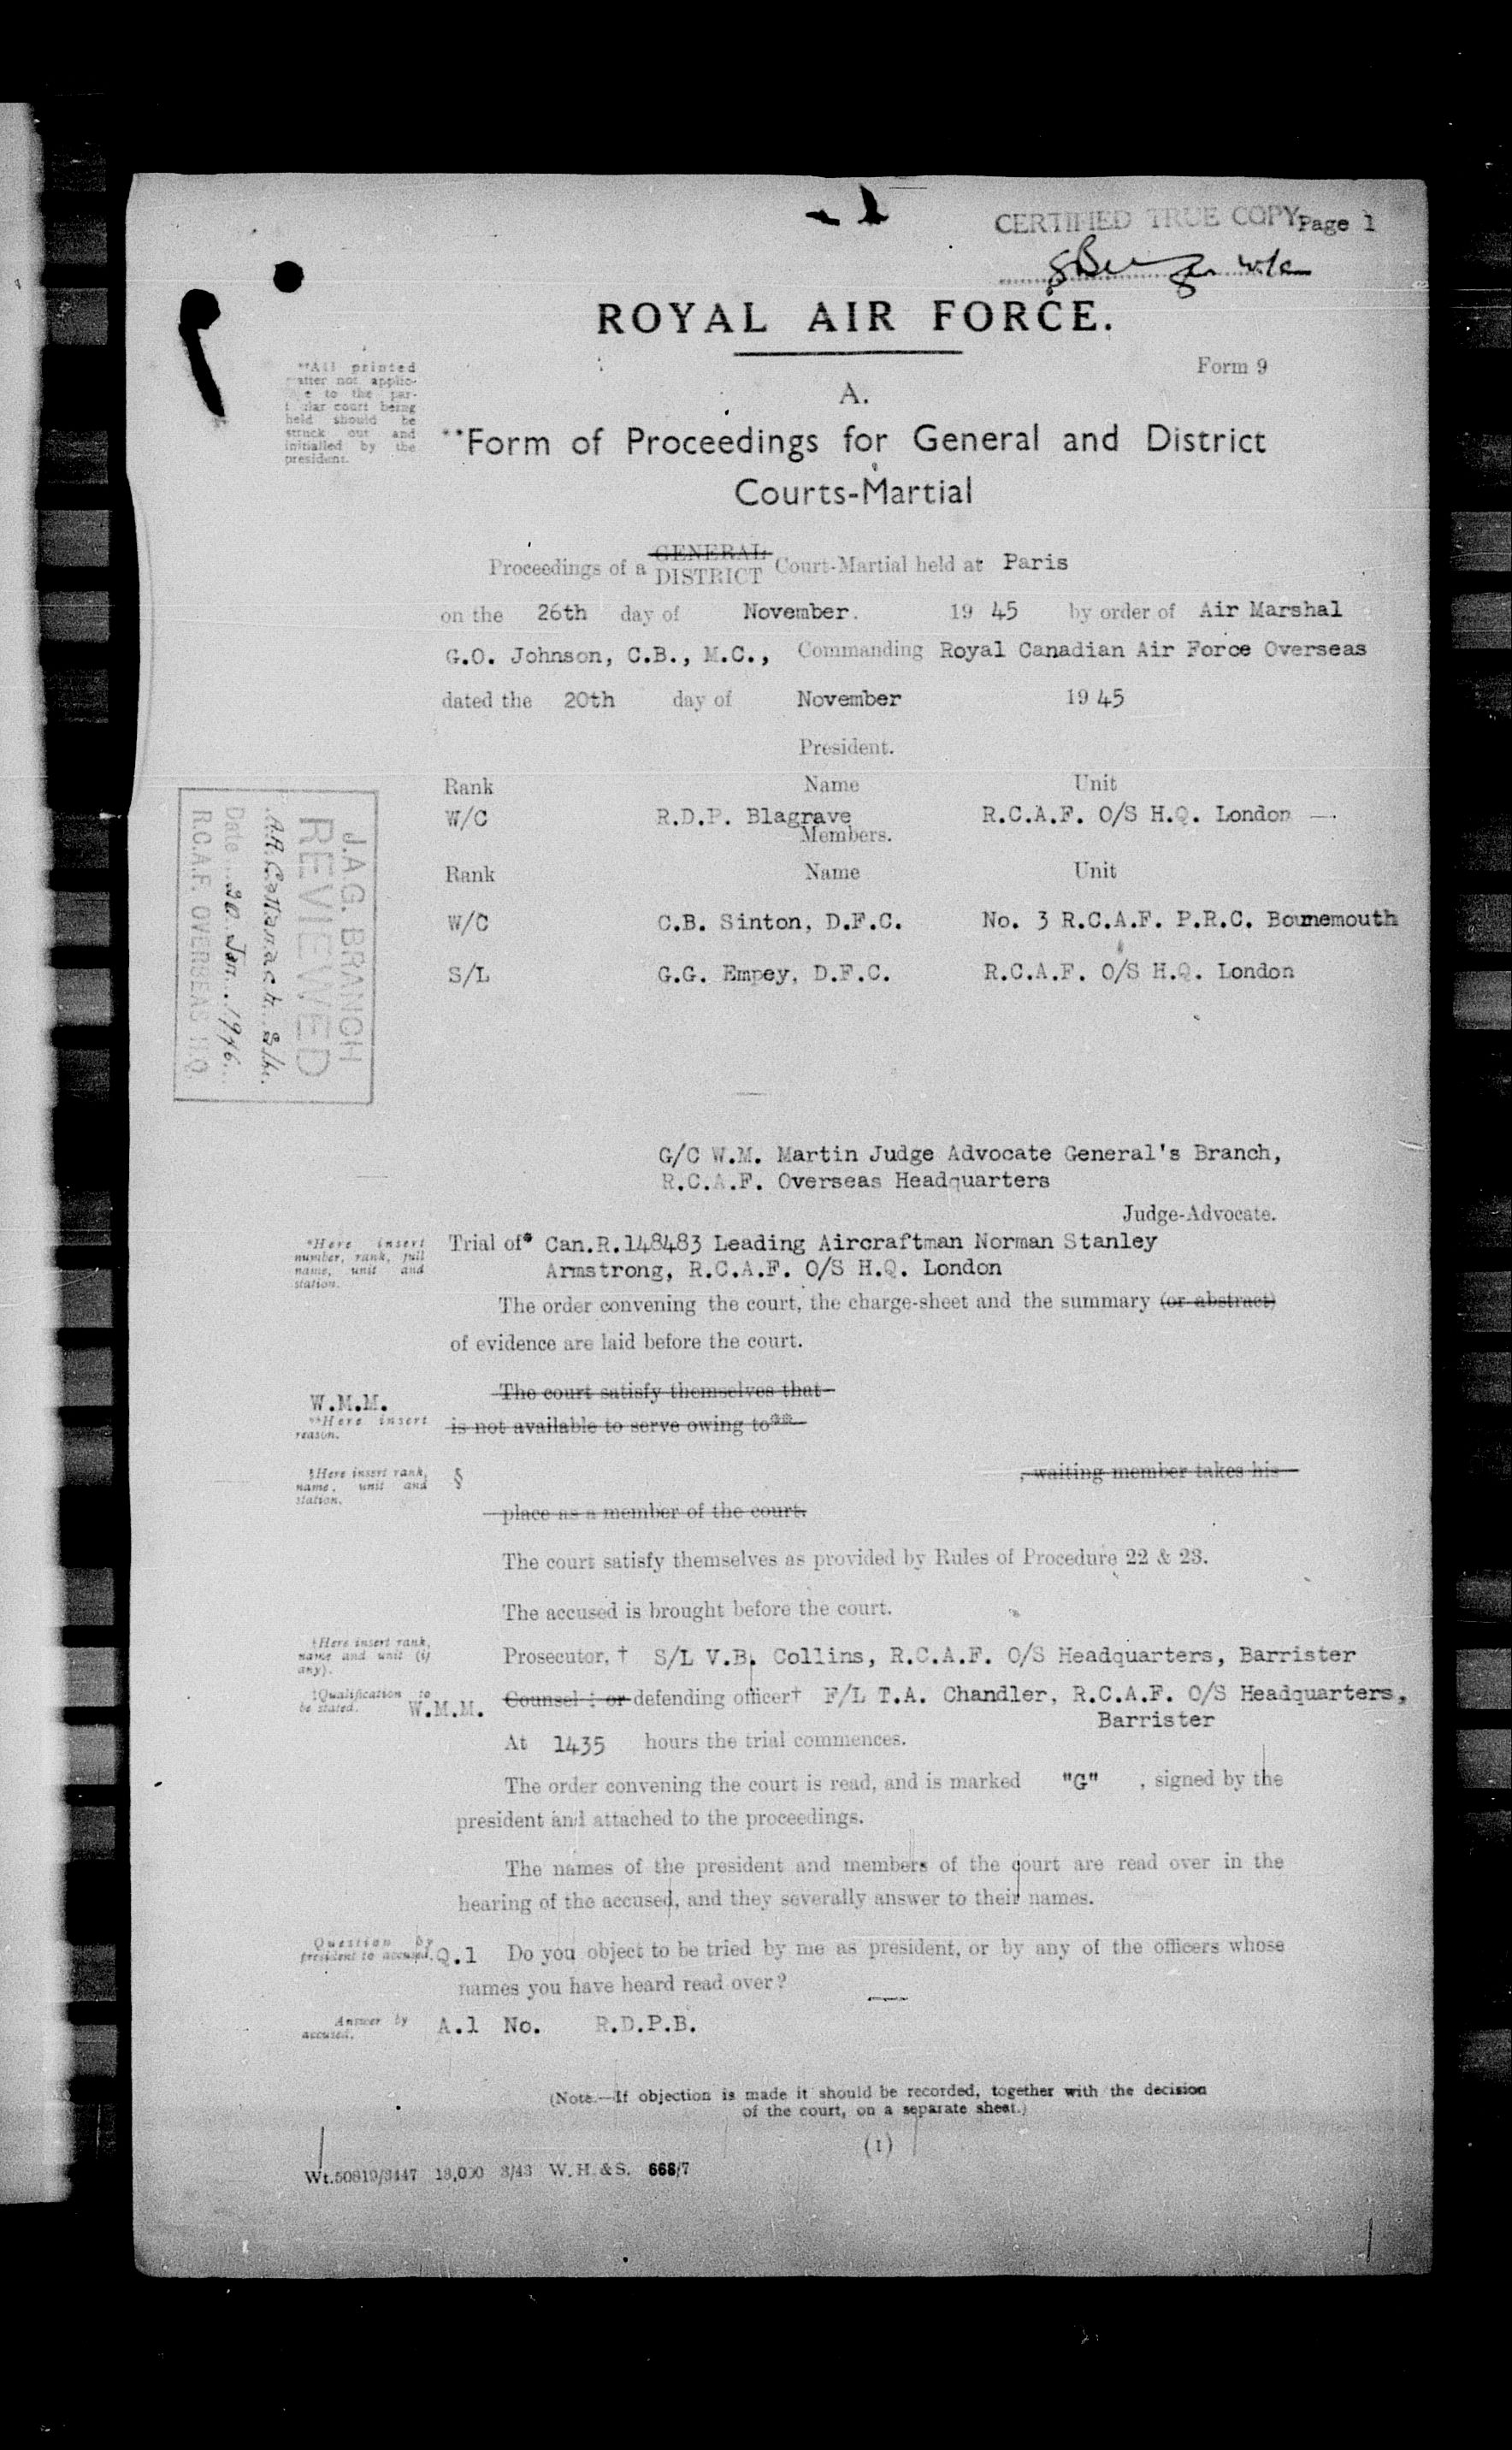 CERTIFIED TRUE COPY Page 1
ROYAL AIR FORCE.
Form 9
**All printed
matter not applic-
to the par-
court being
held should be
struck out and
initialled by the
president.
A.
**Form of Proceedings for General and District
Courts-Martial
Proceedings of a GENERAL DISTRICT Court-Martial held at Paris
on the 26th day of November. 19 45 by order of Air Marshal
G.O. Johnson, C.B., M.C., Commanding Royal Canadian Air Force Overseas
dated the 20th day of November 19 45
President.
Rank Name Unit
W/C R.D.P. Blagrave R.C.A.F. O/S H.Q. London
Members.
Rank Name Unit
W/C C.B. Sinton, D.F.C. No. 3 R.C.A.F. P.R.C. Bournemouth
S/L G.G. Empey, D.F.C. R.C.A.F. O/S H.Q. London
J.A.G. BRANCH
REVIEWED
Date 20 Jan. 1946
R.C.A.F. OVERSEAS H.Q.
G/C W.M. Martin Judge Advocate General's Branch,
R.C.A.F. Overseas Headquarters
Judge-Advocate.
*Here insert
number, rank, full
name, unit and
station.
Trial of* Can.R.148483 Leading Aircraftman Norman Stanley
Armstrong, R.C.A.F. O/S H.Q. London
The order convening the court, the charge-sheet and the summary (or abstract)
of evidence are laid before the court.
W.M.M.
The court satisfy themselves that
**Here insert
reason.
is not available to serve owing to**
§Here insert rank,
name, unit and
station.
§ , waiting member takes his
place as a member of the court.
The court satisfy themselves as provided by Rules of Procedure 22 & 23.
The accused is brought before the court.
†Here insert rank,
name and unit (if
any).
Prosecutor, † S/L V.B. Collins, R.C.A.F. O/S Headquarters, Barrister
‡Qualification to
be stated.
W.M.M.
Counsel ‡ or defending officer† F/L T.A. Chandler, R.C.A.F. O/S Headquarters,
Barrister
At 1435 hours the trial commences.
The order convening the court is read, and is marked "G" , signed by the
president and attached to the proceedings.
The names of the president and members of the court are read over in the
hearing of the accused, and they severally answer to their names.
Question by
president to accused.
Q.1 Do you object to be tried by me as president, or by any of the officers whose
names you have heard read over?
Answer by
accused.
A.1 No. R.D.P.B.
(Note.—If objection is made it should be recorded, together with the decision
of the court, on a separate sheet.)
(1)
Wt.50819/3447 18,000 3/43 W.H.&S. 666/7